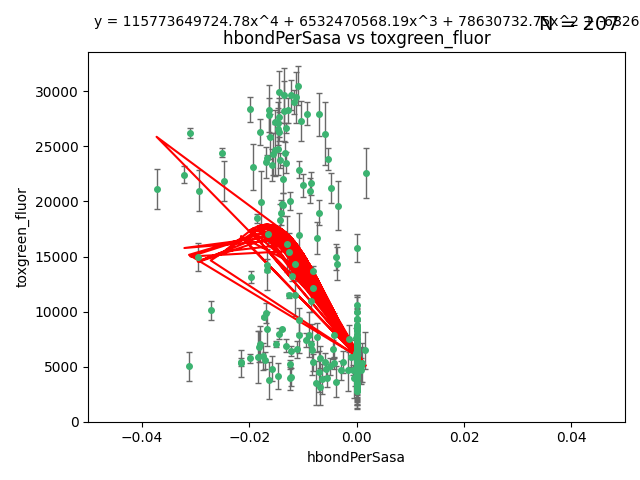 y = 115773649724.78x^4 + 6532470568.19x^3 + 78630732.75x^2 +
N = 207
hbondPerSasa vs toxgreen_fluor
30000
25000
20000
15000
10000
5000
0
toxgreen_fluor
−0.04
−0.02
0.00
0.02
0.04
hbondPerSasa